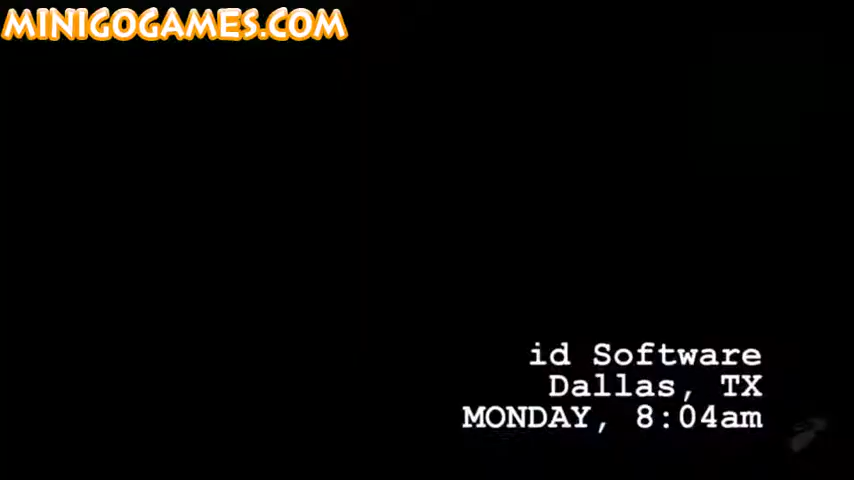 MINIGOGAMES.COM
id Software
Dallas, TX
MONDAY, 8:04am